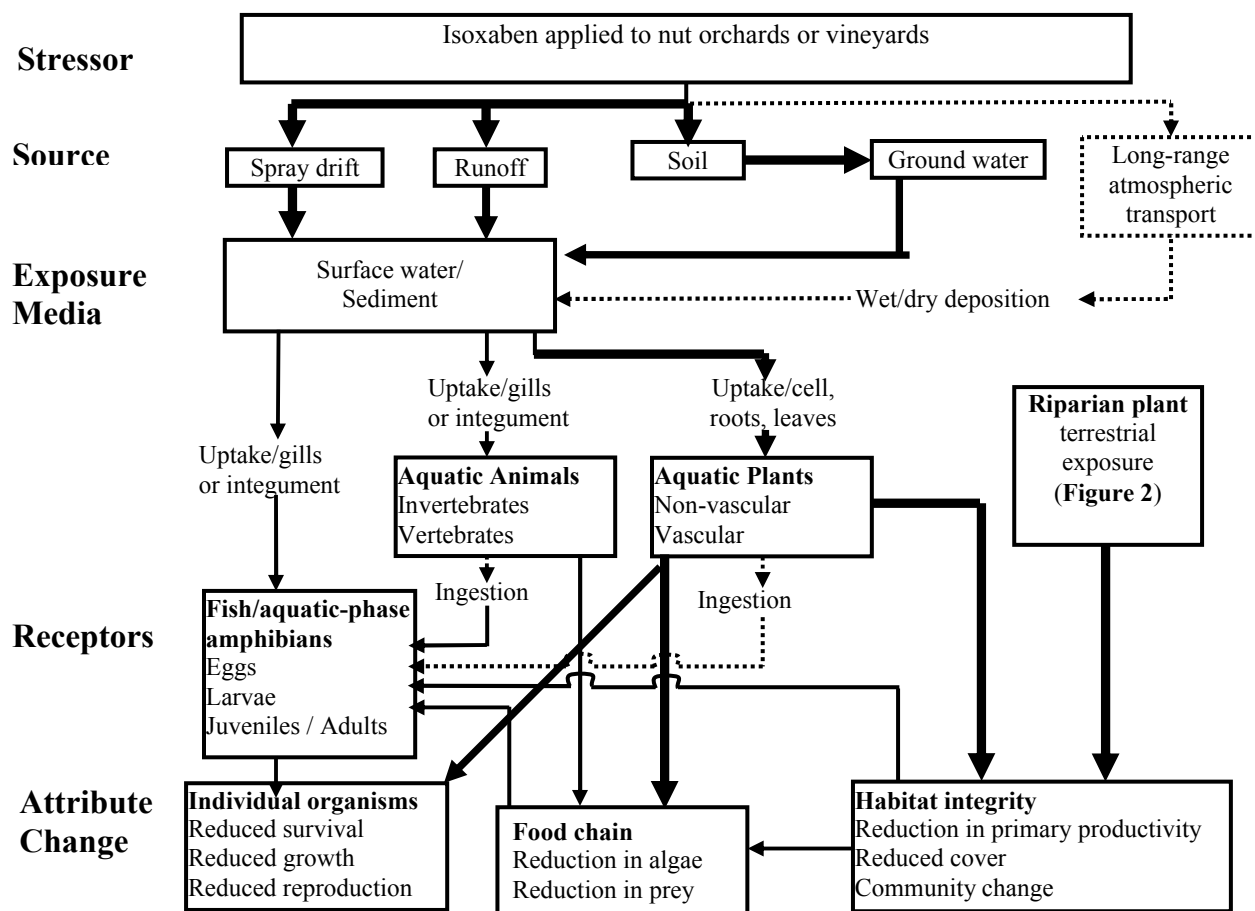 Stressor
Isoxaben applied to nut orchards or vineyards
Source
Spray drift
Runoff
Soil
Ground water
Long-range
atmospheric
transport
Exposure
Media
Surface water/
Sediment
Wet/dry deposition
Uptake/gills
or integument
Uptake/gills
or integument
Uptake/cell,
roots, leaves
Riparian plant
terrestrial
exposure
(Figure 2)
Aquatic Animals
Invertebrates
Vertebrates
Aquatic Plants
Non-vascular
Vascular
Ingestion
Ingestion
Receptors
Fish/aquatic-phase
amphibians
Eggs
Larvae
Juveniles / Adults
Attribute
Change
Individual organisms
Reduced survival
Reduced growth
Reduced reproduction
Food chain
Reduction in algae
Reduction in prey
Habitat integrity
Reduction in primary productivity
Reduced cover
Community change